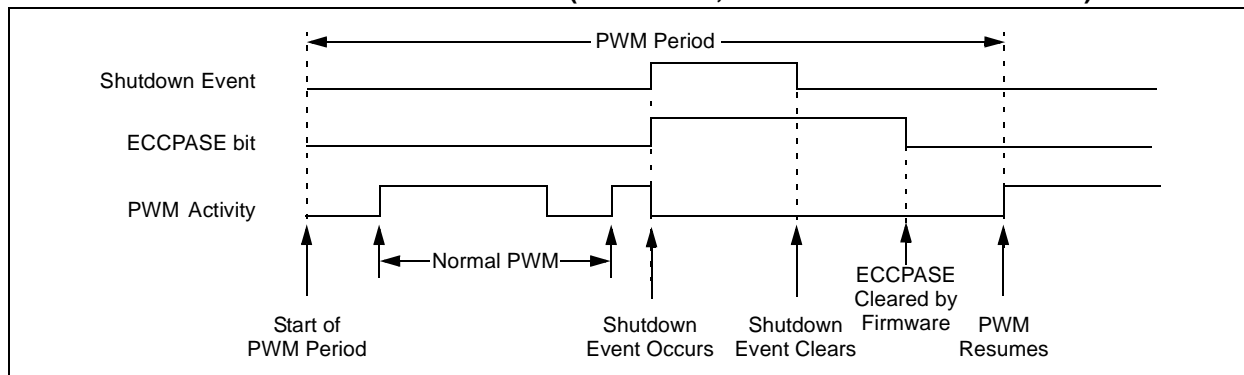 PWM Period
Shutdown Event
ECCPASE bit
PWM Activity
Normal PWM
Start of
PWM Period
Shutdown
Event Occurs
Shutdown
Event Clears
ECCPASE
Cleared by
Firmware
PWM
Resumes